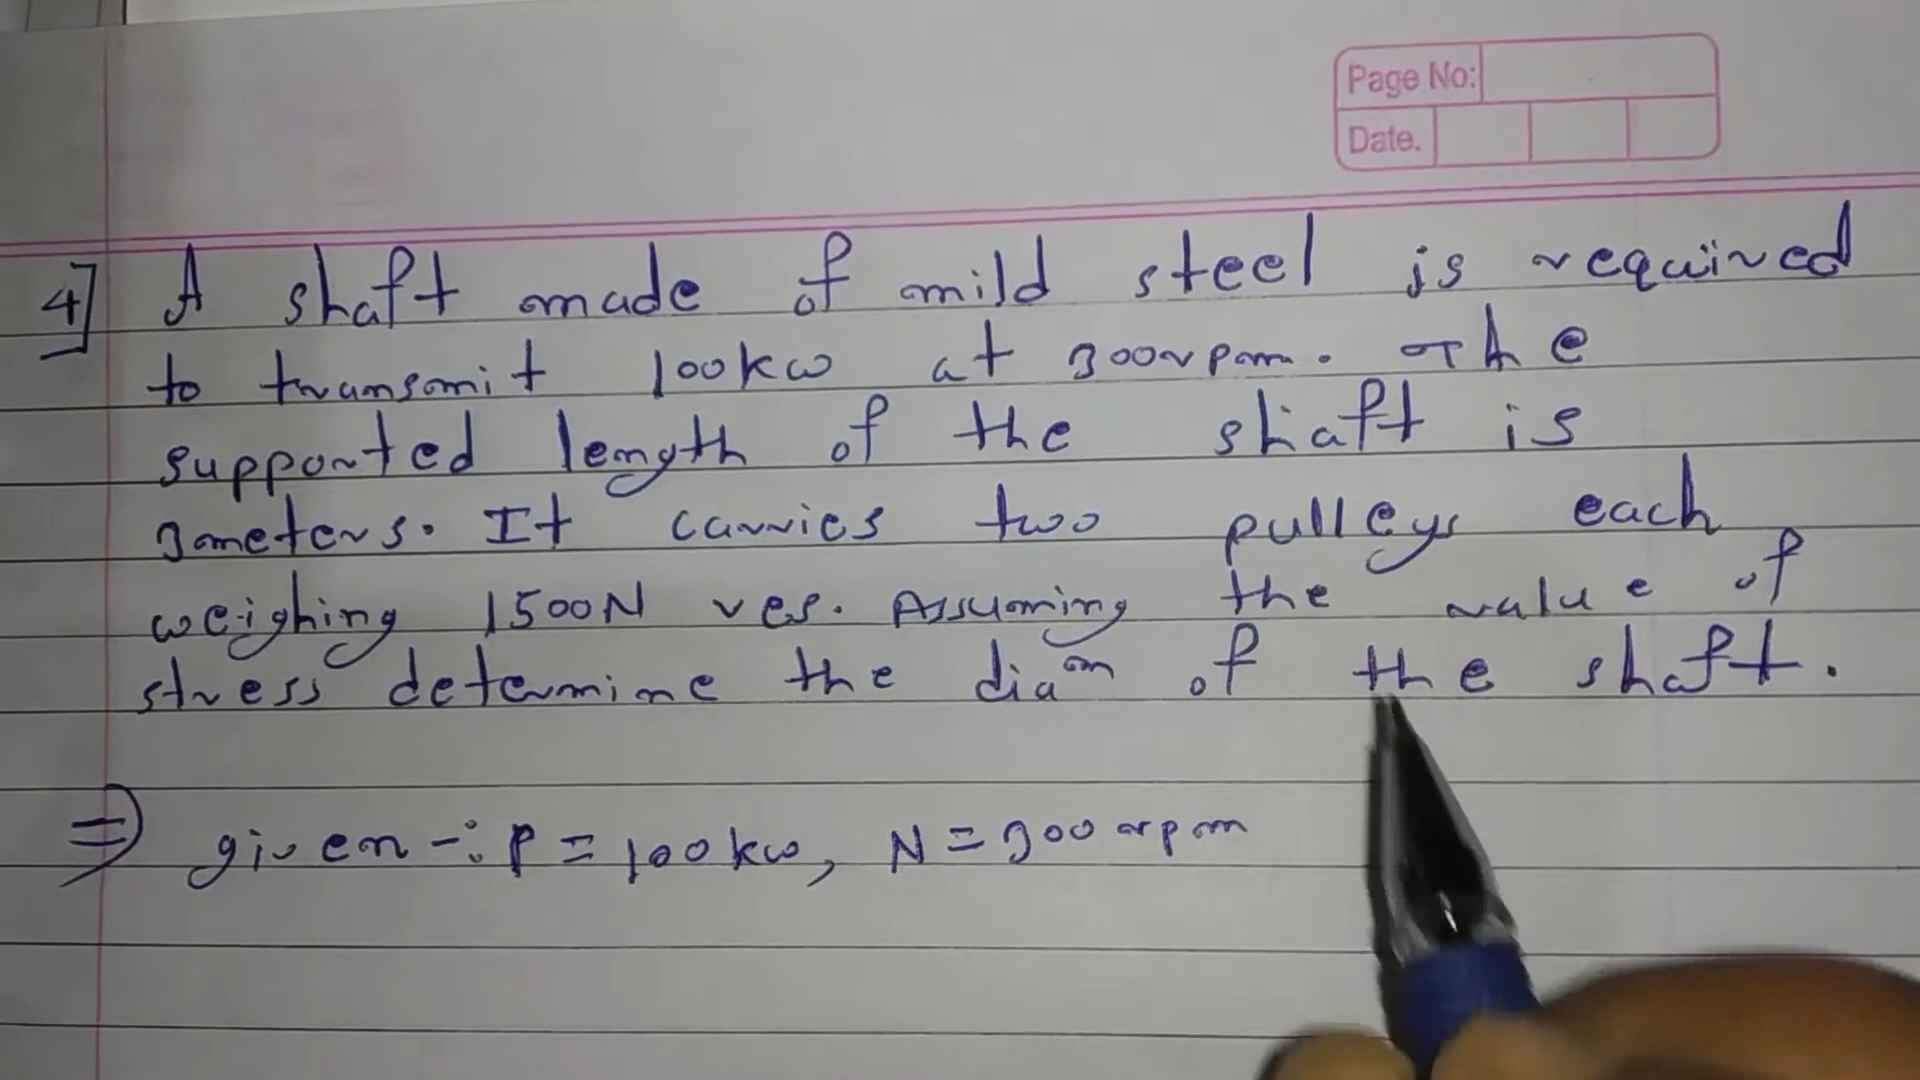 Page No:
Date.
4] A shaft made of mild steel is required
to transmit 100kw at 300rpm. The
supported length of the shaft is
3meters. It carries two pulleys each
weighing 1500N res. Assuming the value of
stress determine the diam of the shaft.
⇒ given -: P = 100kw, N = 300rpm